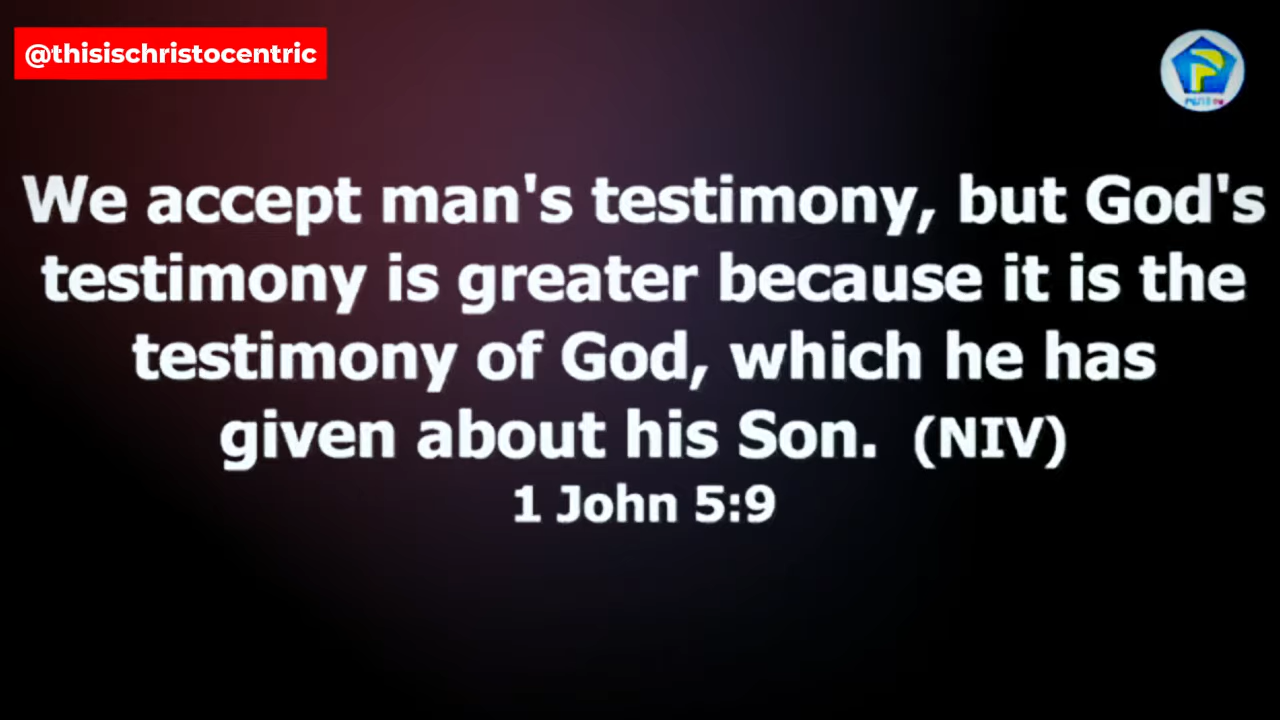 @thisischristocentric
We accept man's testimony, but God's
testimony is greater because it is the
testimony of God, which he has
given about his Son. (NIV)
1 John 5:9